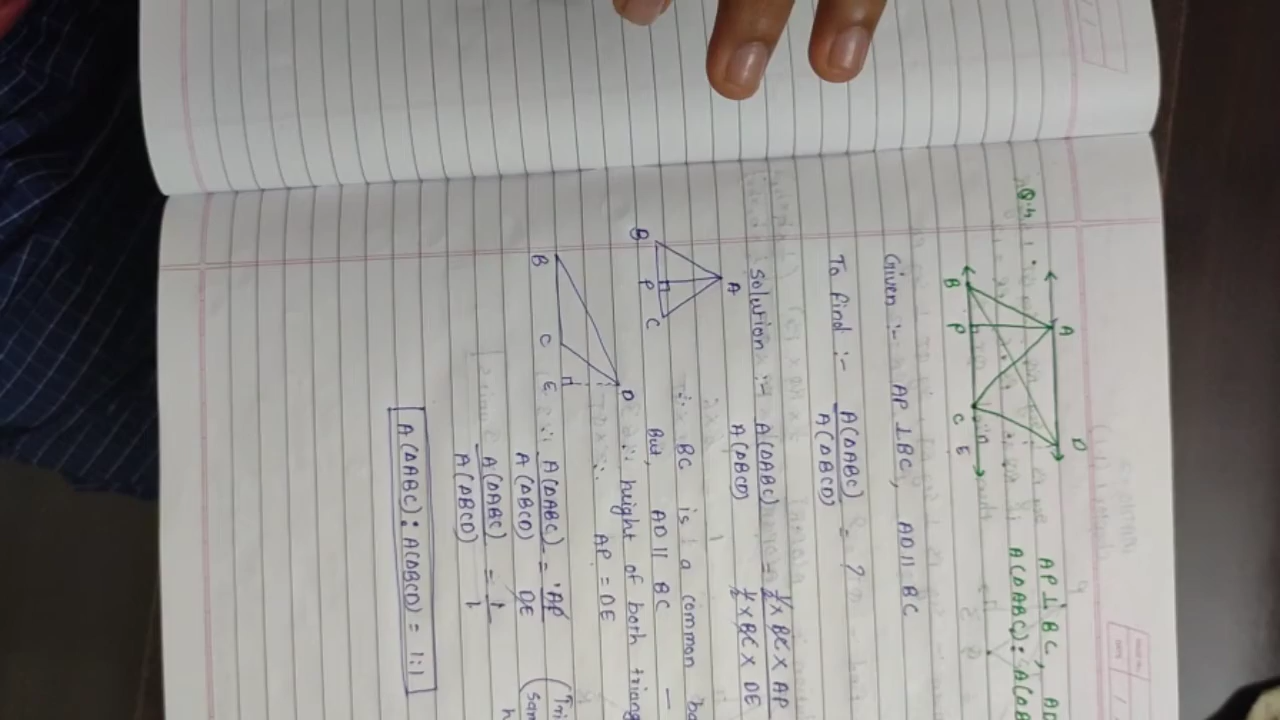 Q.4. AP ⊥ BC, AD
A(ΔABC) : A(ΔB
A D
B P C E
Given :- AP ⊥ BC, AD || BC
To find :- A(ΔABC) / A(ΔBCD) = ?
Solution :- A(ΔABC) / A(ΔBCD) = ½ × BC × AP / ½ × BC × DE
A
B P C
BC is a common
But, AD || BC —
D
B C E
∴ height of both triang
AP = DE
∴ A(ΔABC) / A(ΔBCD) = AP / DE (Tri
sam
A(ΔABC) / A(ΔBCD) = 1 / 1
A(ΔABC) : A(ΔBCD) = 1:1